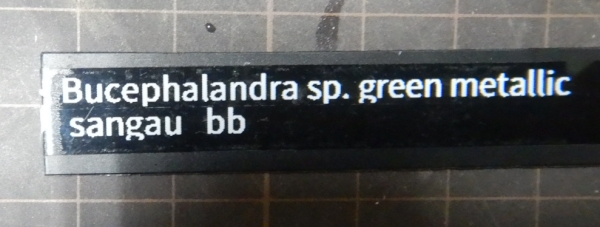 Bucephalandra sp. green metallic
sangau bb